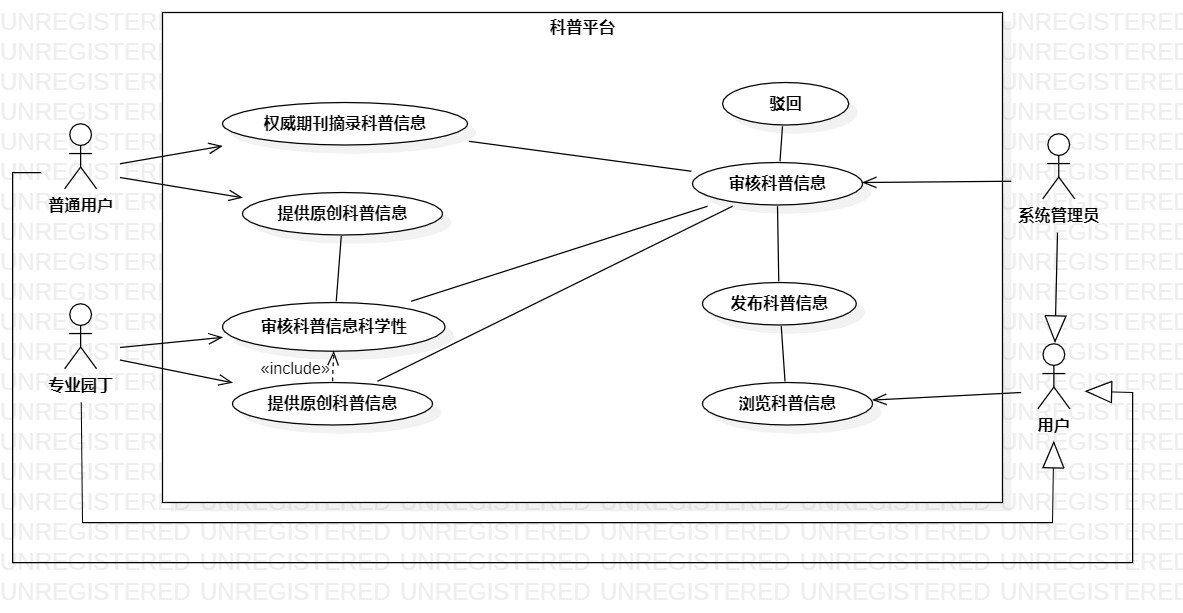 科普平台
驳回
权威期刊摘录科普信息
审核科普信息
普通用户
提供原创科普信息
系统管理员
发布科普信息
审核科普信息科学性
«include»
专业园丁
提供原创科普信息
浏览科普信息
用户
UNREGISTERED UNREGISTERED UNREGISTERED UNREGISTERED UNREGISTERED UNREGISTERED